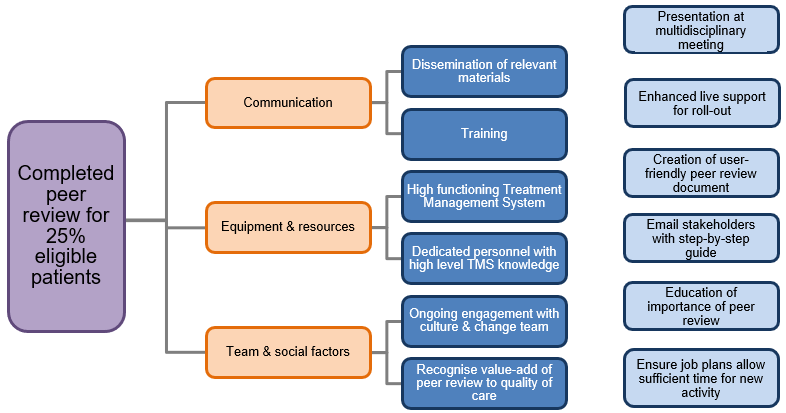 Completed
peer
review for
25%
eligible
patients
Communication
Equipment & resources
Team & social factors
Dissemination of relevant
materials
Training
High functioning Treatment
Management System
Dedicated personnel with
high level TMS knowledge
Ongoing engagement with
culture & change team
Recognise value-add of
peer review to quality of
care
Presentation at
multidisciplinary
meeting
Enhanced live support
for roll-out
Creation of user-
friendly peer review
document
Email stakeholders
with step-by-step
guide
Education of
importance of peer
review
Ensure job plans allow
sufficient time for new
activity